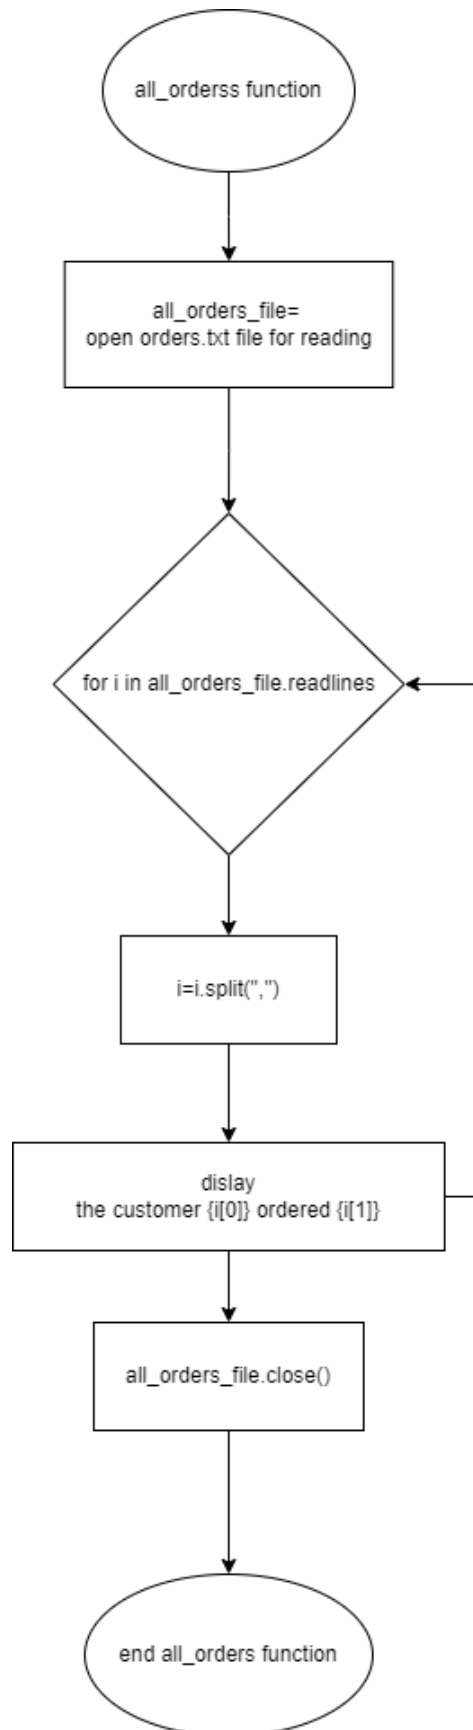 all_orderss function
all_orders_file=
open orders.txt file for reading
for i in all_orders_file.readlines
i=i.split(",")
dislay
the customer {i[0]} ordered {i[1]}
all_orders_file.close()
end all_orders function